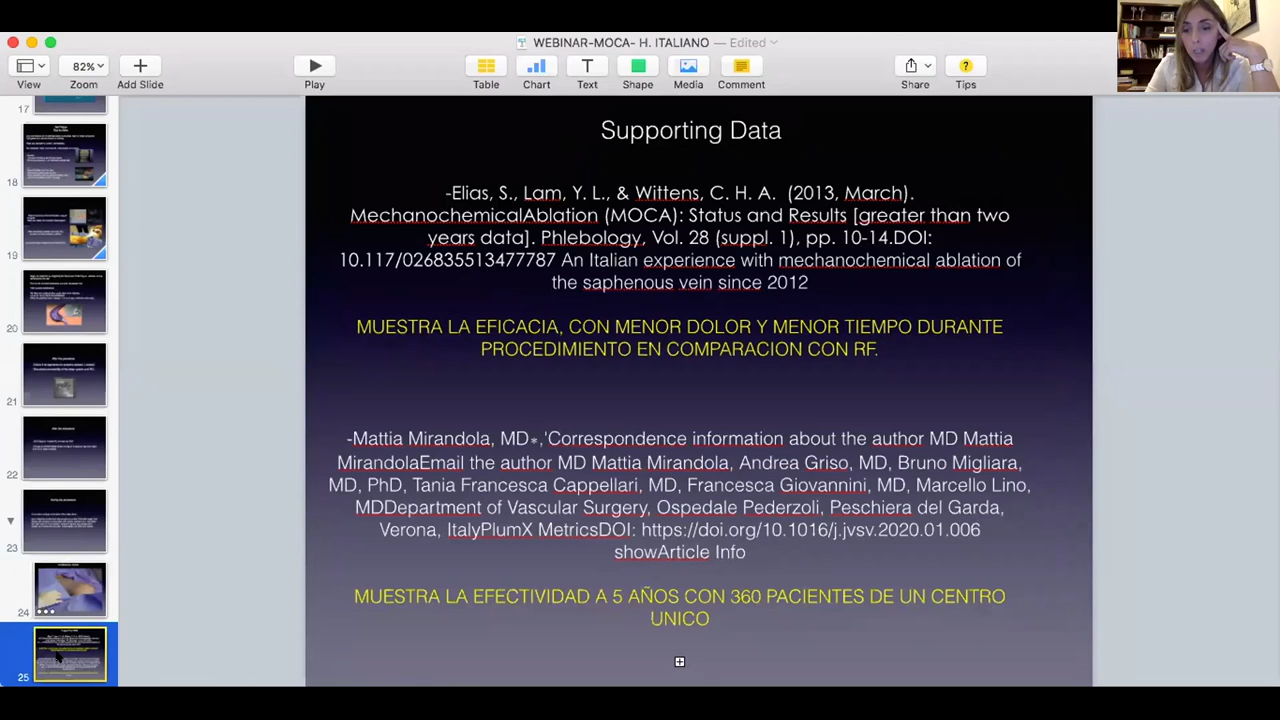 WEBINAR-MOCA- H. ITALIANO — Edited
82%
View
Zoom
Add Slide
Play
Table
Chart
Text
Shape
Media
Comment
Share
Tips
17
18
19
20
21
22
23
24
25
Supporting Data
-Elias, S., Lam, Y. L., & Wittens, C. H. A. (2013, March).
MechanochemicalAblation (MOCA): Status and Results [greater than two
years data]. Phlebology, Vol. 28 (suppl. 1), pp. 10-14.DOI:
10.117/026835513477787 An Italian experience with mechanochemical ablation of
the saphenous vein since 2012
MUESTRA LA EFICACIA, CON MENOR DOLOR Y MENOR TIEMPO DURANTE
PROCEDIMIENTO EN COMPARACION CON RF.
-Mattia Mirandola, MD*,'Correspondence information about the author MD Mattia
MirandolaEmail the author MD Mattia Mirandola, Andrea Griso, MD, Bruno Migliara,
MD, PhD, Tania Francesca Cappellari, MD, Francesca Giovannini, MD, Marcello Lino,
MDDepartment of Vascular Surgery, Ospedale Pederzoli, Peschiera del Garda,
Verona, ItalyPlumX MetricsDOI: https://doi.org/10.1016/j.jvsv.2020.01.006
showArticle Info
MUESTRA LA EFECTIVIDAD A 5 AÑOS CON 360 PACIENTES DE UN CENTRO
UNICO